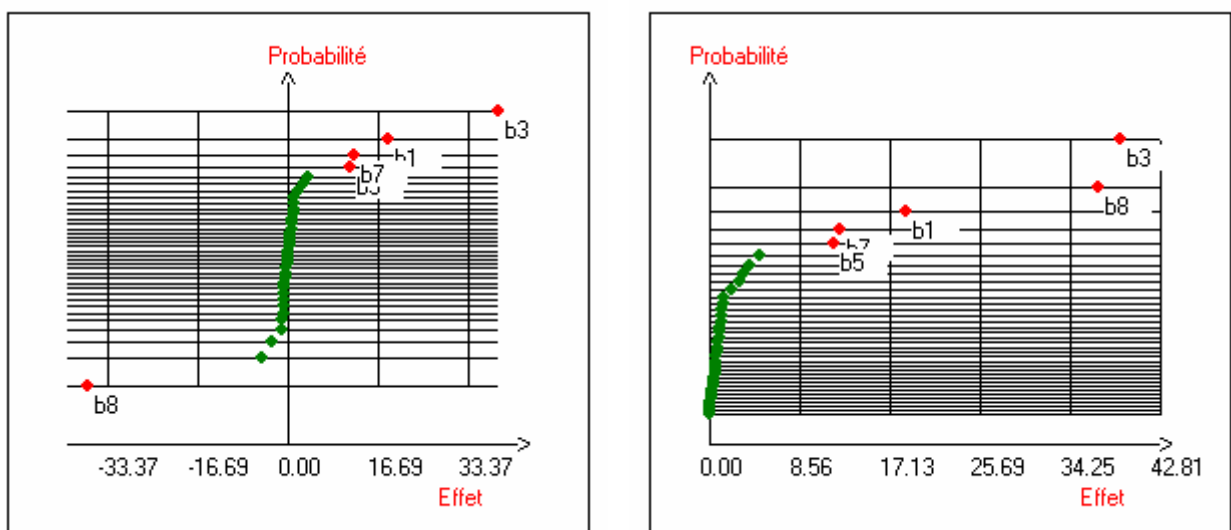 Probabilité
b3
b1
b7
b8
-33.37 -16.69 0.00 16.69 33.37
Effet
Probabilité
b3
b8
b1
b7
b5
0.00 8.56 17.13 25.69 34.25 42.81
Effet